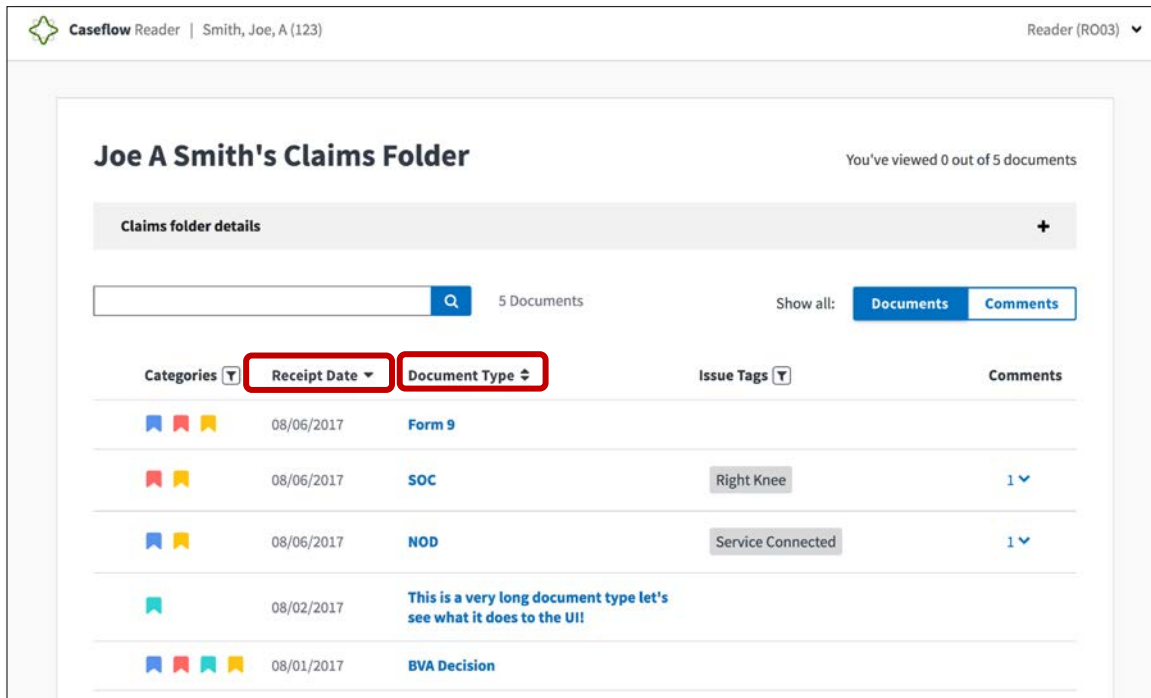 Caseflow Reader | Smith, Joe, A (123) Reader (RO03)
Joe A Smith's Claims Folder
You've viewed 0 out of 5 documents
Claims folder details +
5 Documents Show all: Documents Comments
Categories Receipt Date Document Type Issue Tags Comments
08/06/2017 Form 9
08/06/2017 SOC Right Knee 1
08/06/2017 NOD Service Connected 1
08/02/2017 This is a very long document type let's
see what it does to the UI!
08/01/2017 BVA Decision